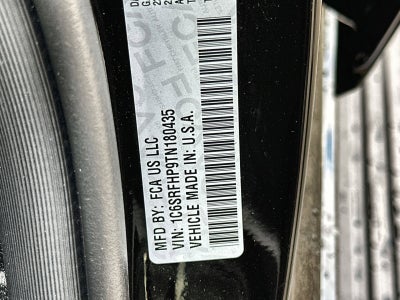 MFD BY: FCA US LLC
VIN: 1C6SRFHP9TN180435
VEHICLE MADE IN: U.S.A.